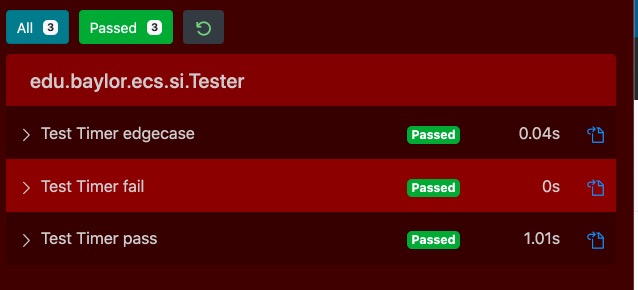 All 3 Passed 3
edu.baylor.ecs.si.Tester
Test Timer edgecase Passed 0.04s
Test Timer fail Passed 0s
Test Timer pass Passed 1.01s